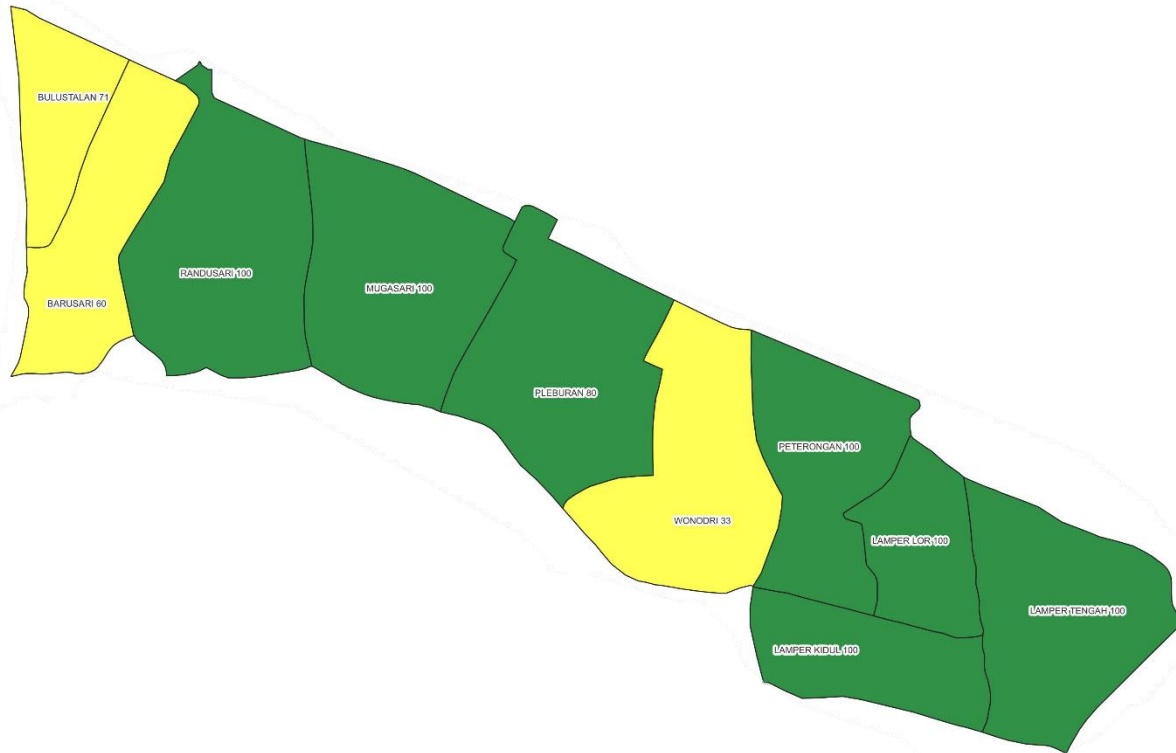 BULUSTALAN 71
BARUSARI 60
RANDUSARI 100
MUGASARI 100
PLEBURAN 80
WONODRI 33
PETERONGAN 100
LAMPER LOR 100
LAMPER TENGAH 100
LAMPER KIDUL 100